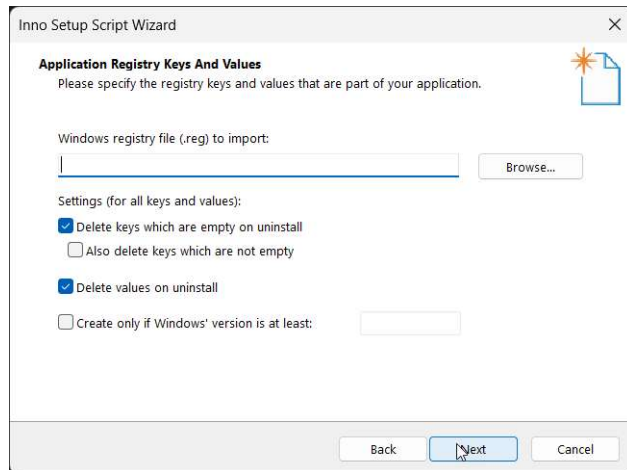 Inno Setup Script Wizard
Application Registry Keys And Values
Please specify the registry keys and values that are part of your application.
Windows registry file (.reg) to import:
Browse...
Settings (for all keys and values):
Delete keys which are empty on uninstall
Also delete keys which are not empty
Delete values on uninstall
Create only if Windows' version is at least:
Back
Next
Cancel